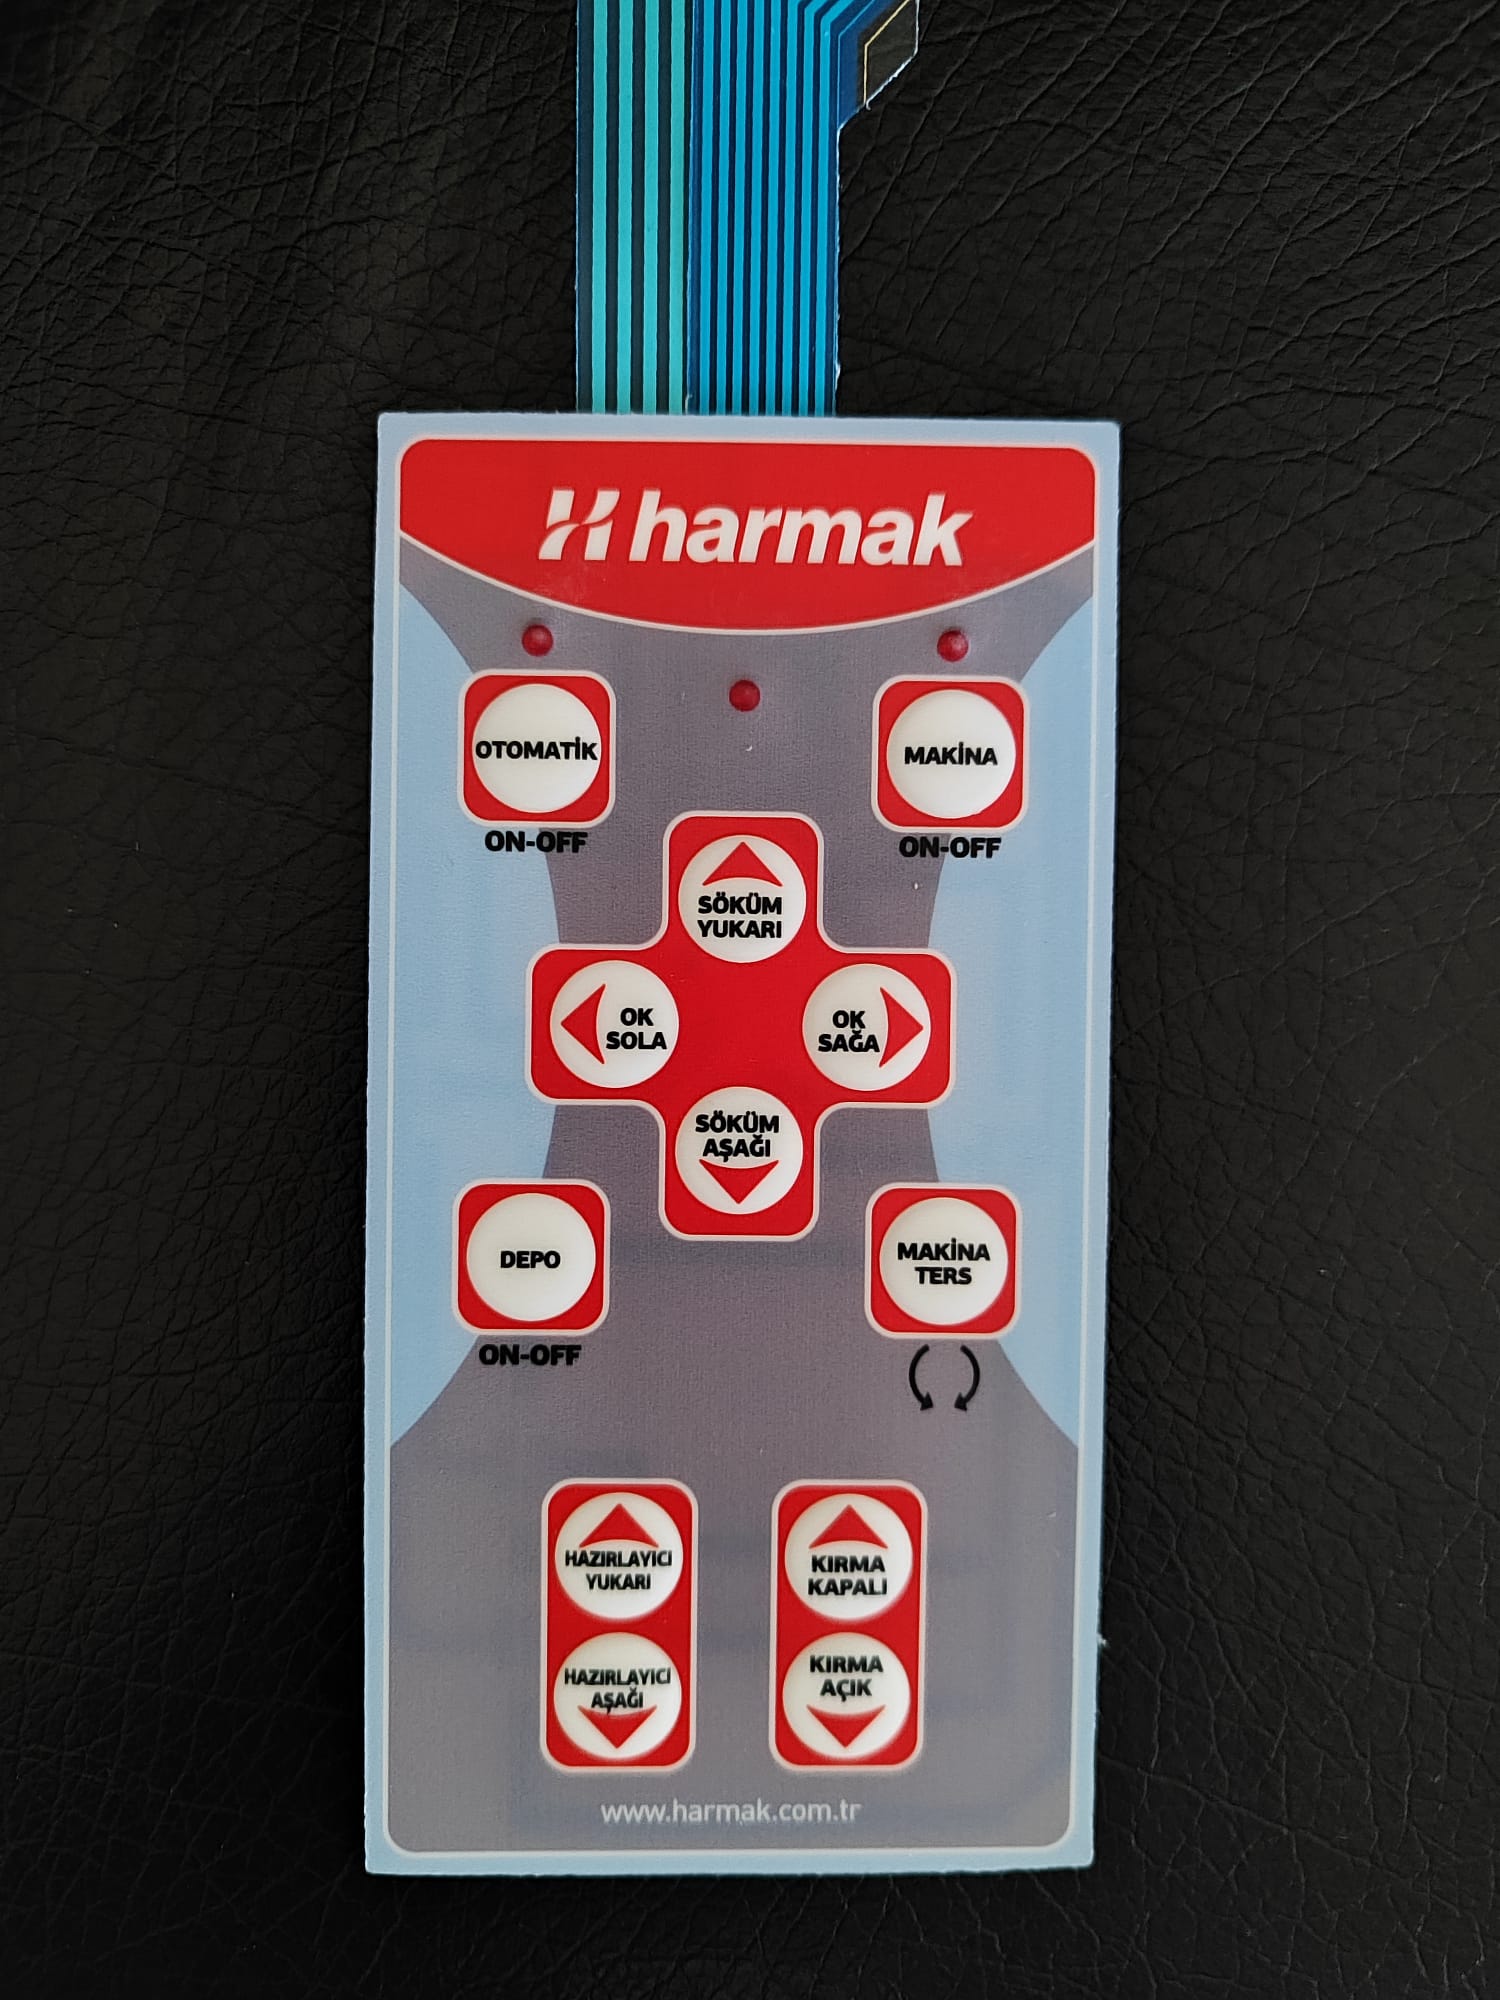 harmak
OTOMATİK
MAKİNA
ON-OFF
ON-OFF
SÖKÜM
YUKARI
OK
SOLA
OK
SAĞA
SÖKÜM
AŞAĞI
DEPO
MAKİNA
TERS
ON-OFF
HAZIRLAYICI
YUKARI
KIRMA
KAPALI
HAZIRLAYICI
AŞAĞI
KIRMA
AÇIK
www.harmak.com.tr